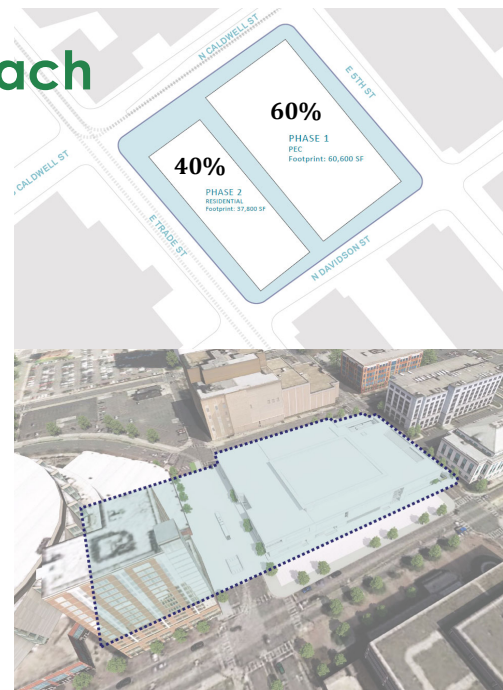 ach
N CALDWELL ST
E 5TH ST
60%
PHASE 1
PEC
Footprint: 60,600 SF
40%
PHASE 2
RESIDENTIAL
Footprint: 37,800 SF
CALDWELL ST
E TRADE ST
N DAVIDSON ST